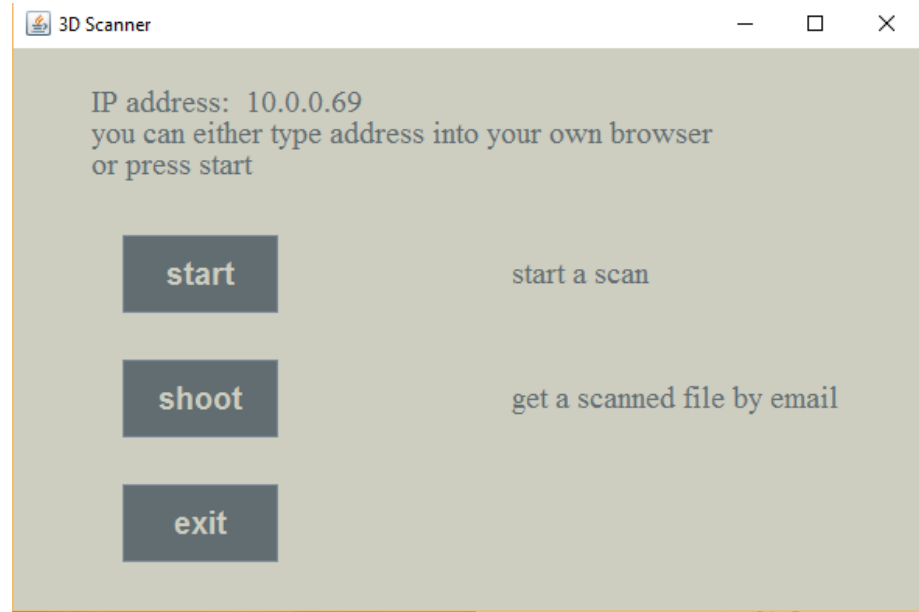 3D Scanner
IP address:  10.0.0.69
you can either type address into your own browser
or press start
start
start a scan
shoot
get a scanned file by email
exit